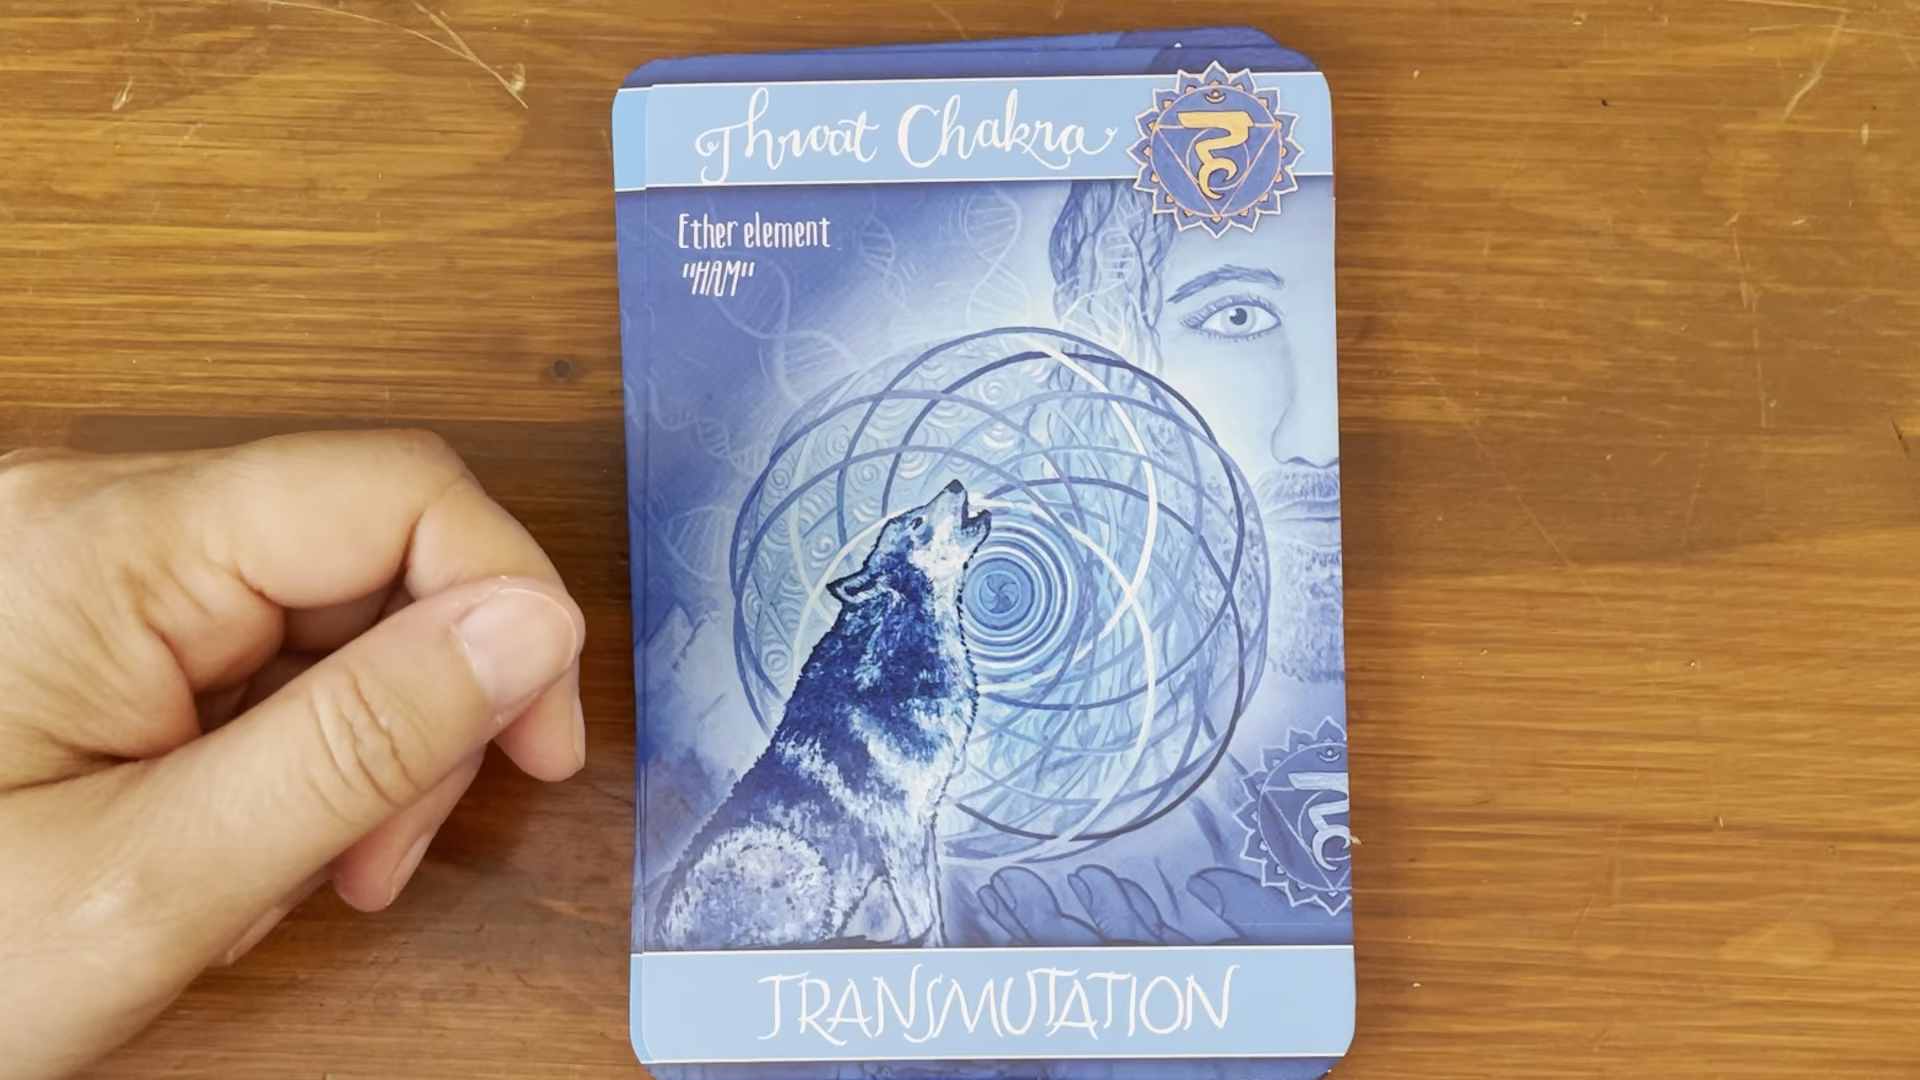 Throat Chakra
हं
Ether element
"HAM"
हं
TRANSMUTATION